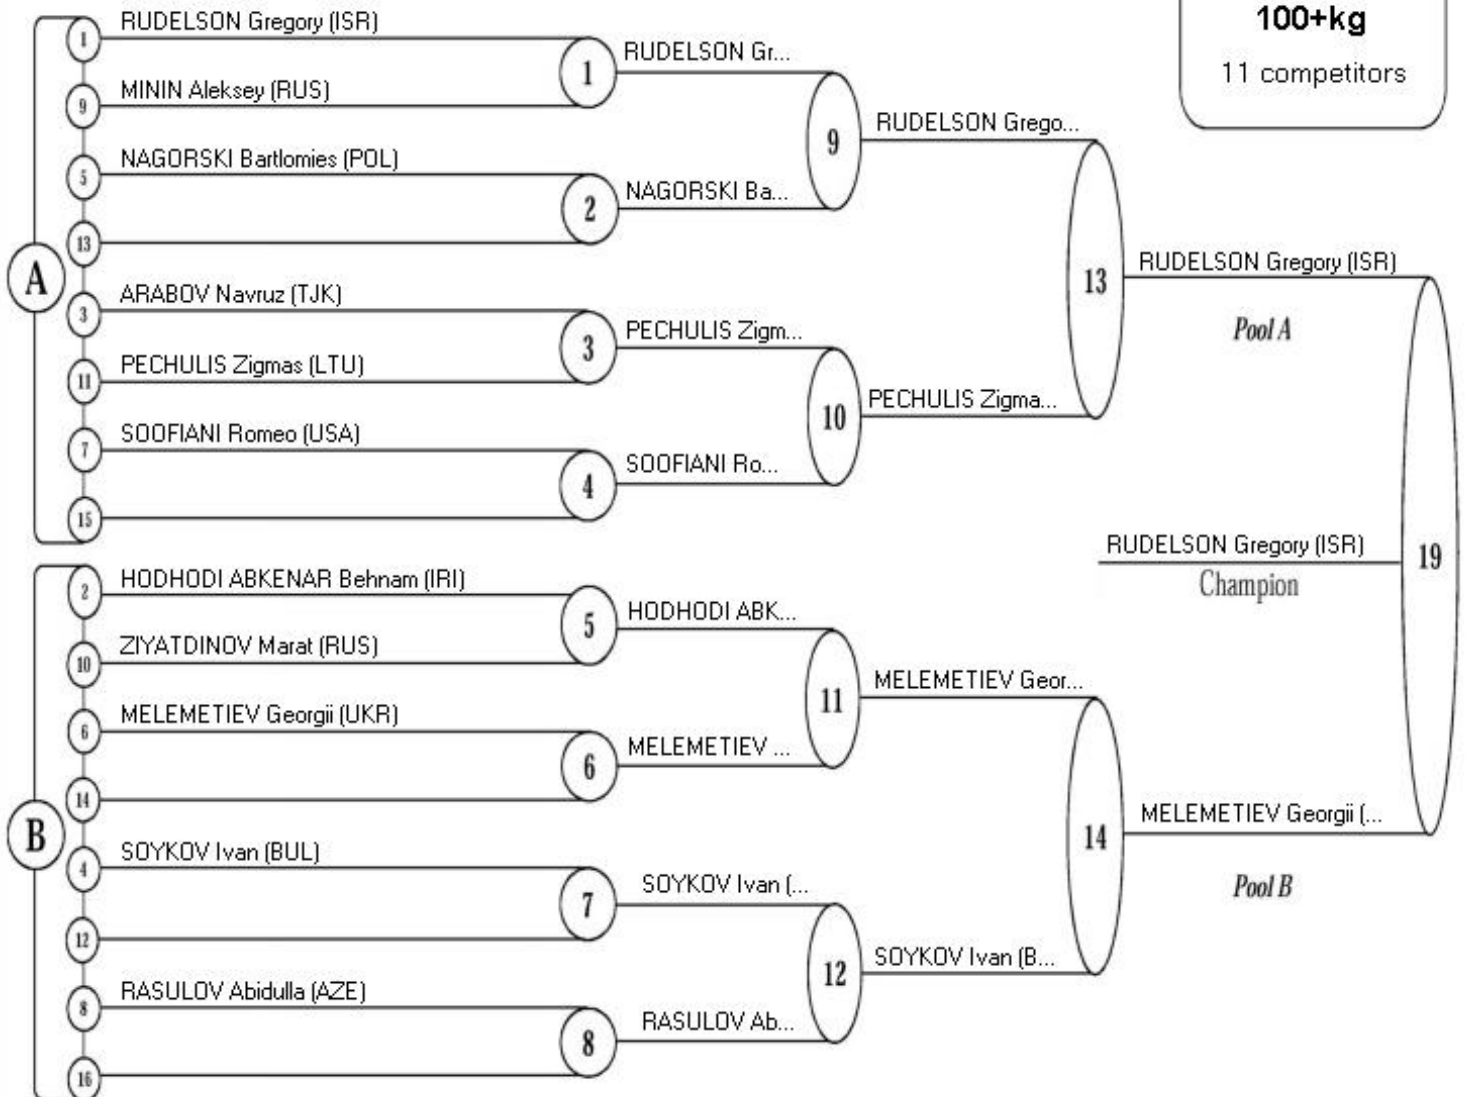 100+kg
11 competitors
A
1
RUDELSON Gregory (ISR)
9
MININ Aleksey (RUS)
5
NAGORSKI Bartlomies (POL)
13
3
ARABOV Navruz (TJK)
11
PECHULIS Zigmas (LTU)
7
SOOFIANI Romeo (USA)
15
1
RUDELSON Gr...
2
NAGORSKI Ba...
3
PECHULIS Zigm...
4
SOOFIANI Ro...
9
RUDELSON Grego...
10
PECHULIS Zigma...
13
RUDELSON Gregory (ISR)
Pool A
B
2
HODHODI ABKENAR Behnam (IRI)
10
ZIYATDINOV Marat (RUS)
6
MELEMETIEV Georgii (UKR)
14
4
SOYKOV Ivan (BUL)
12
8
RASULOV Abidulla (AZE)
16
5
HODHODI ABK...
6
MELEMETIEV ...
7
SOYKOV Ivan (...
8
RASULOV Ab...
11
MELEMETIEV Geor...
12
SOYKOV Ivan (B...
14
MELEMETIEV Georgii (...
Pool B
19
RUDELSON Gregory (ISR)
Champion